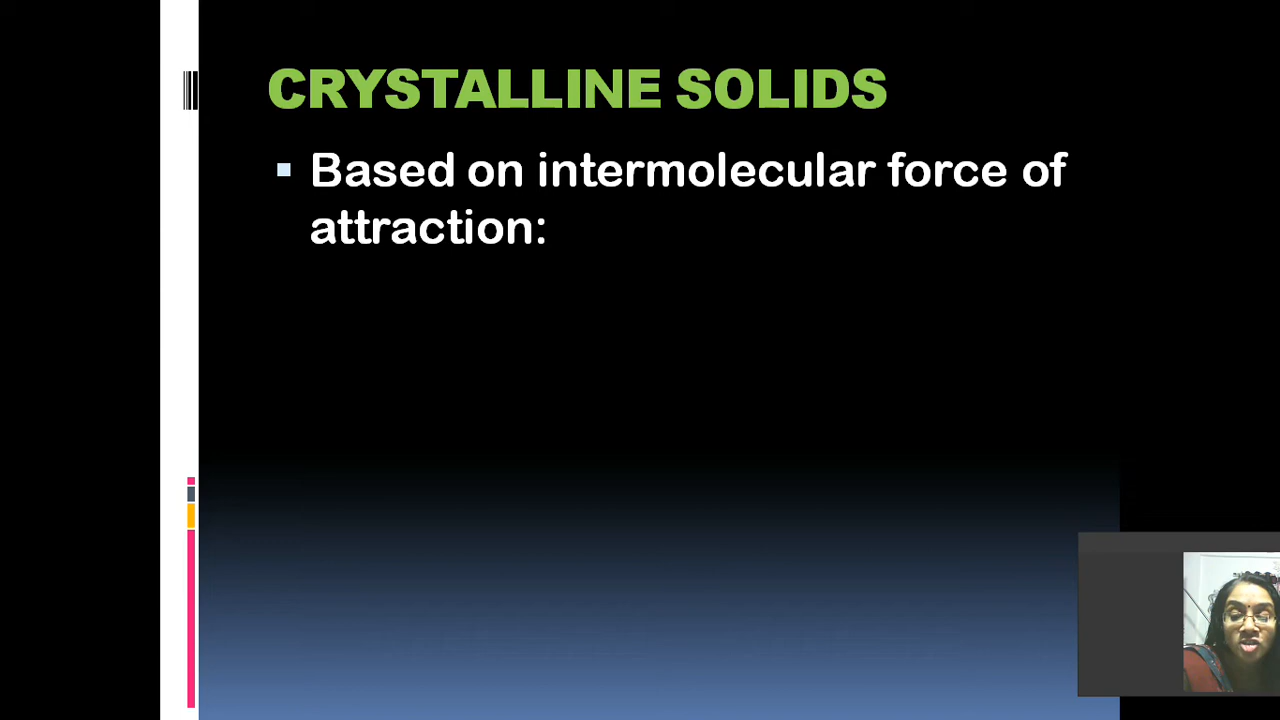 CRYSTALLINE SOLIDS
Based on intermolecular force of
attraction: